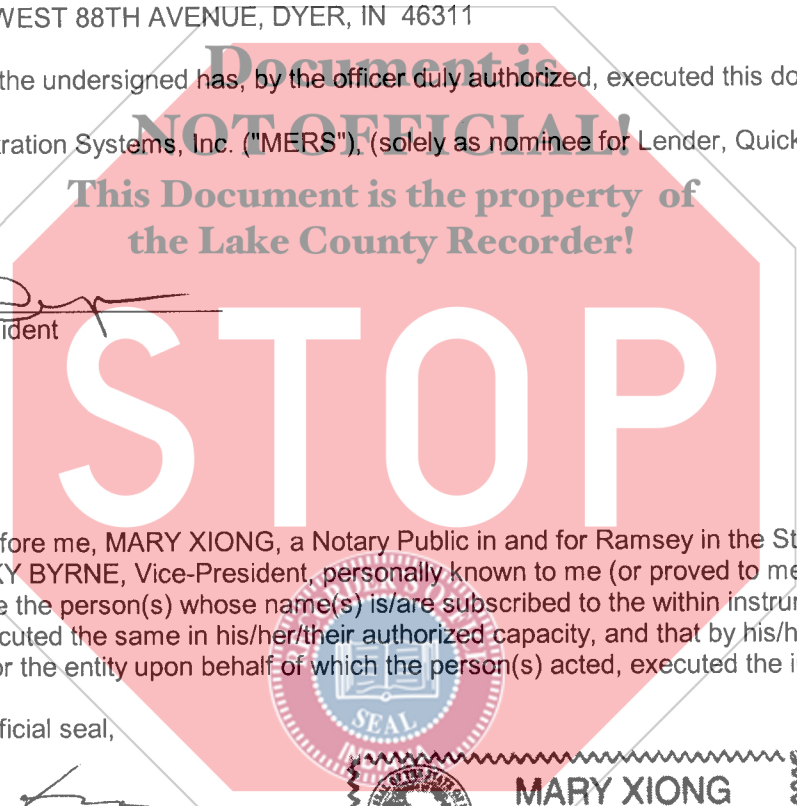 WEST 88TH AVENUE, DYER, IN 46311
Document is
the undersigned has, by the officer duly authorized, executed this do
NOT OFFICIAL!
ration Systems, Inc. ("MERS"), (solely as nominee for Lender, Quick
This Document is the property of
the Lake County Recorder!
ident
STOP
fore me, MARY XIONG, a Notary Public in and for Ramsey in the St
KY BYRNE, Vice-President, personally known to me (or proved to me
e the person(s) whose name(s) is/are subscribed to the within instru
cuted the same in his/her/their authorized capacity, and that by his/h
or the entity upon behalf of which the person(s) acted, executed the i
RECORDER'S OFFICE
SEAL
INDIANA
ficial seal,
MARY XIONG